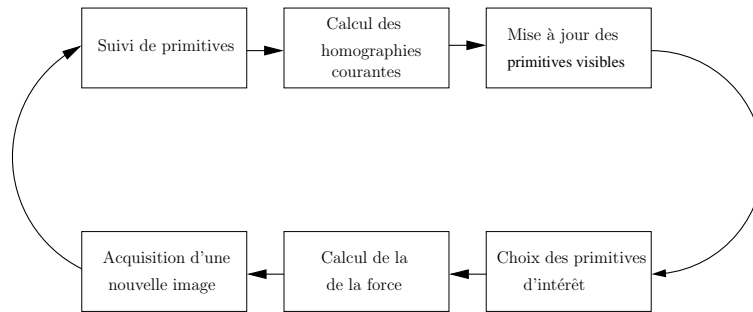 Suivi de primitives
Calcul des
homographies
courantes
Mise à jour des
primitives visibles
Acquisition d'une
nouvelle image
Calcul de la
de la force
Choix des primitives
d'intérêt